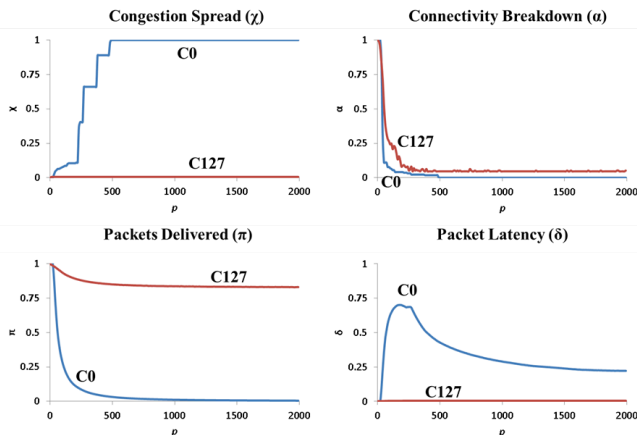 Congestion Spread (χ)
1
0.75
0.5
0.25
0
χ
C0
C127
0
500
1000
1500
2000
p
Connectivity Breakdown (α)
1
0.75
0.5
0.25
0
α
C127
C0
0
500
1000
1500
2000
p
Packets Delivered (π)
1
0.75
0.5
0.25
0
π
C127
C0
0
500
1000
1500
2000
p
Packet Latency (δ)
1
0.75
0.5
0.25
0
δ
C0
C127
0
500
1000
1500
2000
p